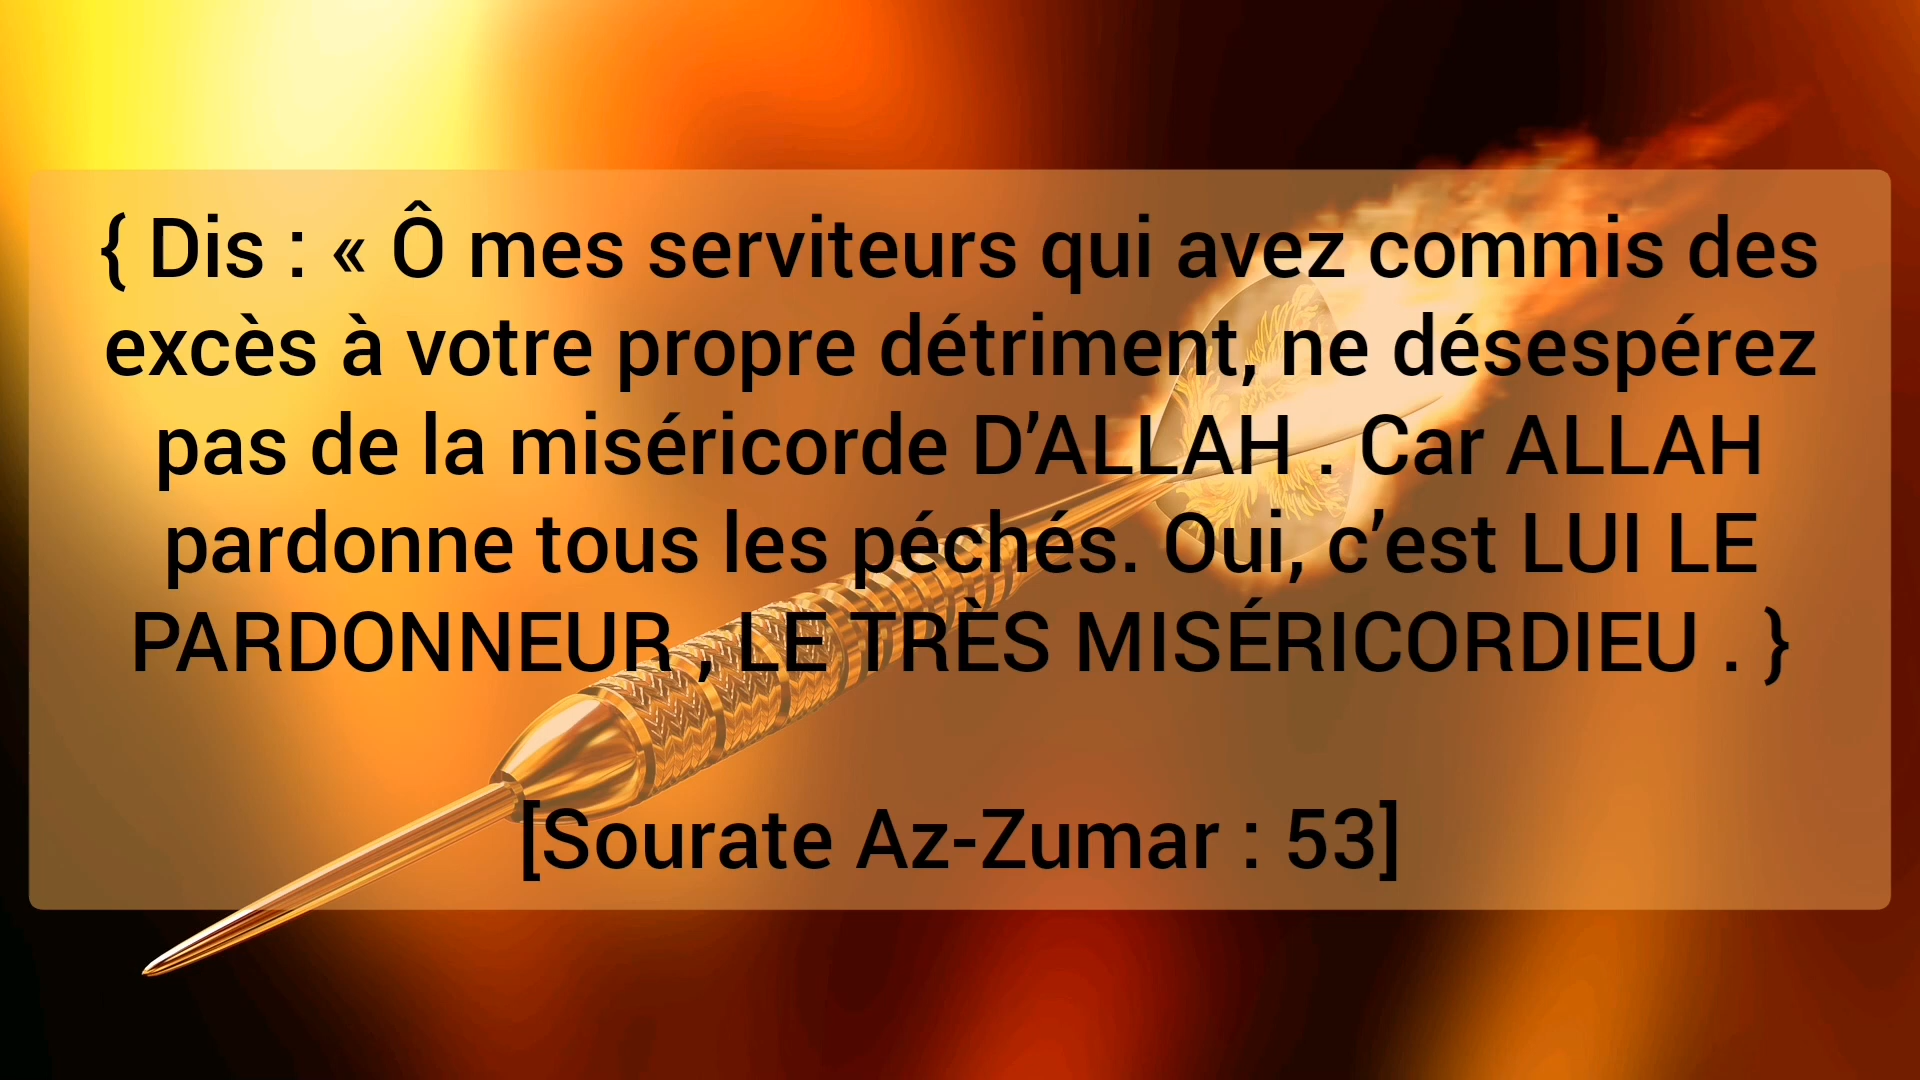 { Dis : « Ô mes serviteurs qui avez commis des
excès à votre propre détriment, ne désespérez
pas de la miséricorde D’ALLAH . Car ALLAH
pardonne tous les péchés. Oui, c’est LUI LE
PARDONNEUR , LE TRÈS MISÉRICORDIEU . }
[Sourate Az-Zumar : 53]